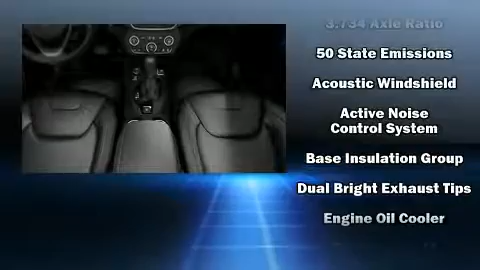 3.734 Axle Ratio
50 State Emissions
Acoustic Windshield
Active Noise
Control System
Base Insulation Group
Dual Bright Exhaust Tips
Engine Oil Cooler